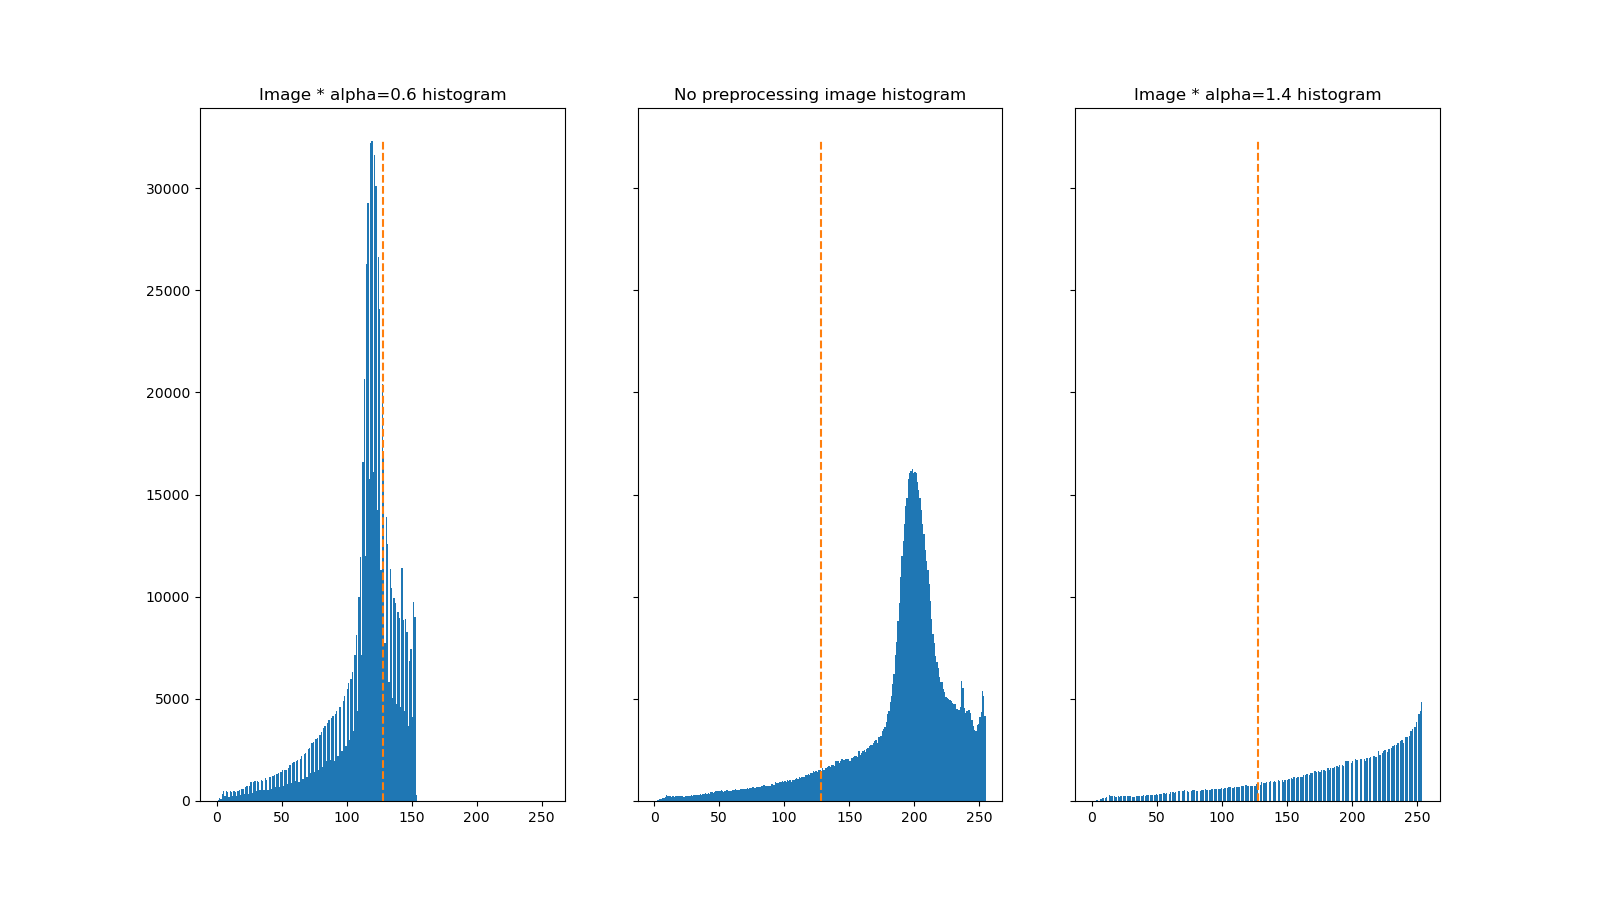 Image * alpha=0.6 histogram
No preprocessing image histogram
Image * alpha=1.4 histogram
30000
25000
20000
15000
10000
5000
0
0 50 100 150 200 250
0 50 100 150 200 250
0 50 100 150 200 250